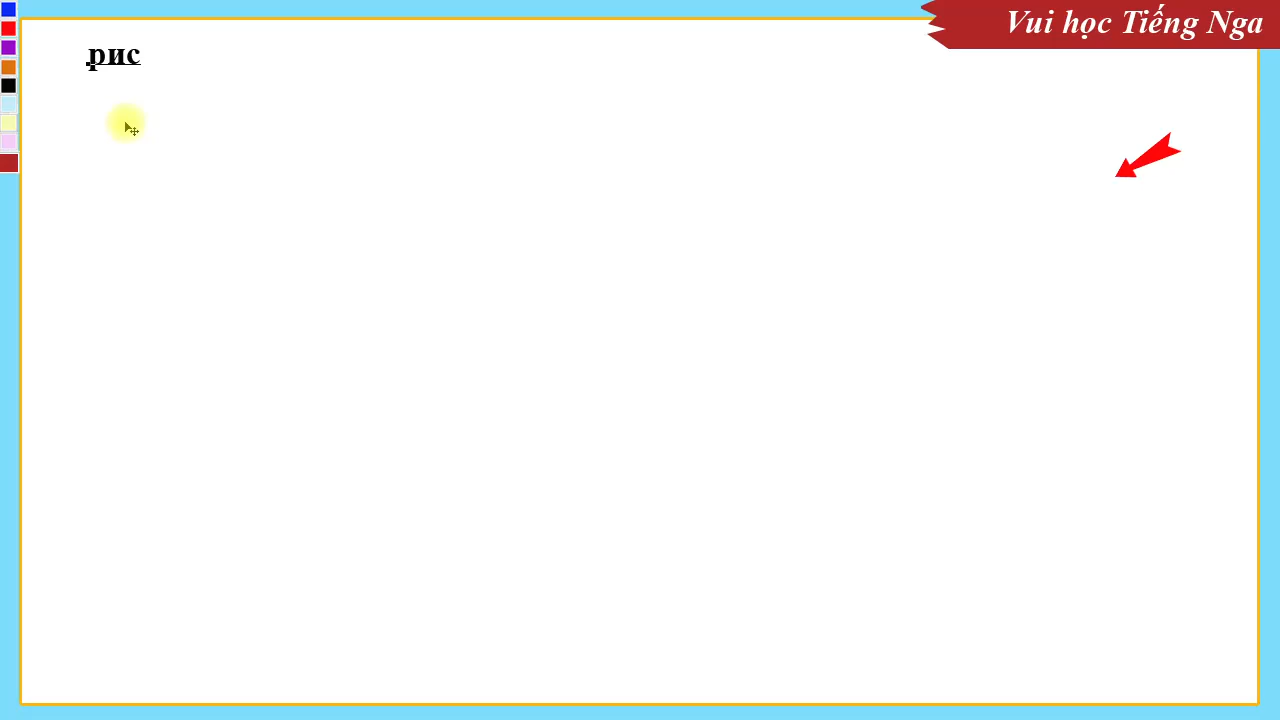 Vui học Tiếng Nga
рис